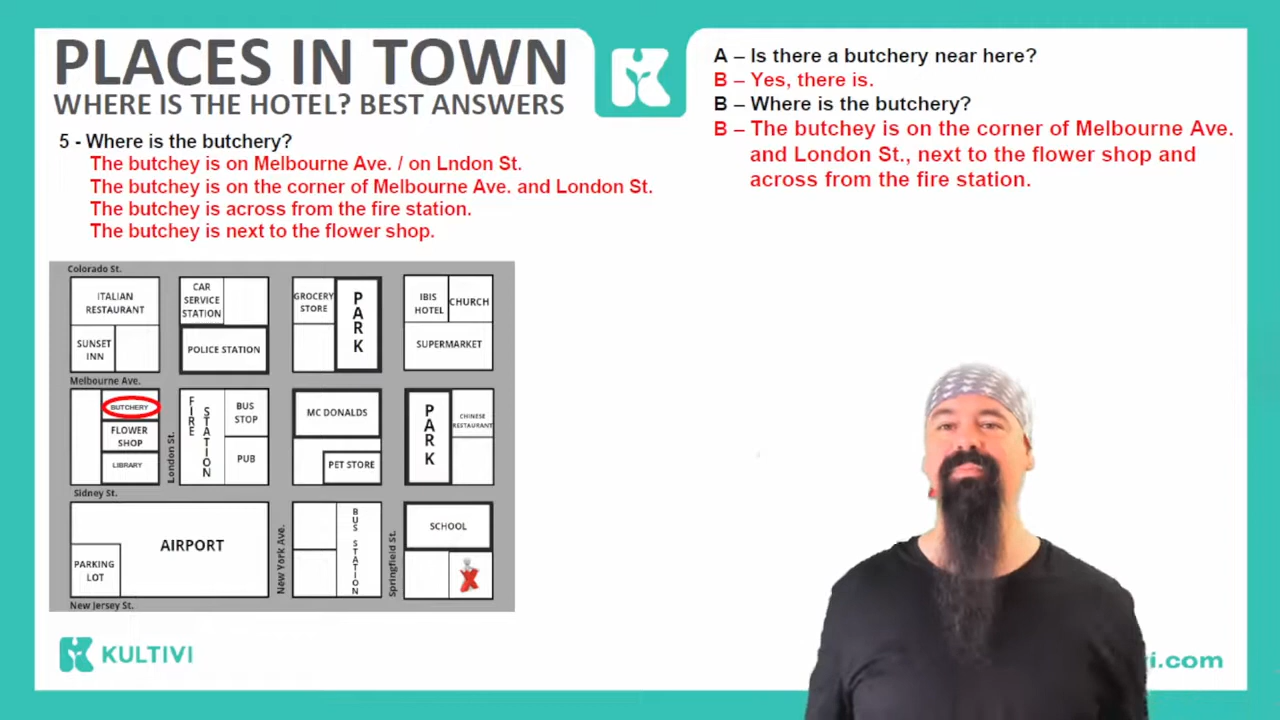 PLACES IN TOWN
WHERE IS THE HOTEL? BEST ANSWERS
5 - Where is the butchery?
The butchey is on Melbourne Ave. / on Lndon St.
The butchey is on the corner of Melbourne Ave. and London St.
The butchey is across from the fire station.
The butchey is next to the flower shop.
A – Is there a butchery near here?
B – Yes, there is.
B – Where is the butchery?
B – The butchey is on the corner of Melbourne Ave.
and London St., next to the flower shop and
across from the fire station.
Colorado St.
ITALIAN
RESTAURANT
CAR
SERVICE
STATION
GROCERY
STORE
PARK
IBIS
HOTEL
CHURCH
SUNSET
INN
POLICE STATION
SUPERMARKET
Melbourne Ave.
BUTCHERY
FLOWER
SHOP
LIBRARY
London St.
FIRE
STATION
BUS
STOP
PUB
MC DONALDS
PET STORE
PARK
CHINESE
RESTAURANT
Sidney St.
AIRPORT
PARKING
LOT
New York Ave.
BUS STATION
Springfield St.
SCHOOL
X
New Jersey St.
KULTIVI
vi.com